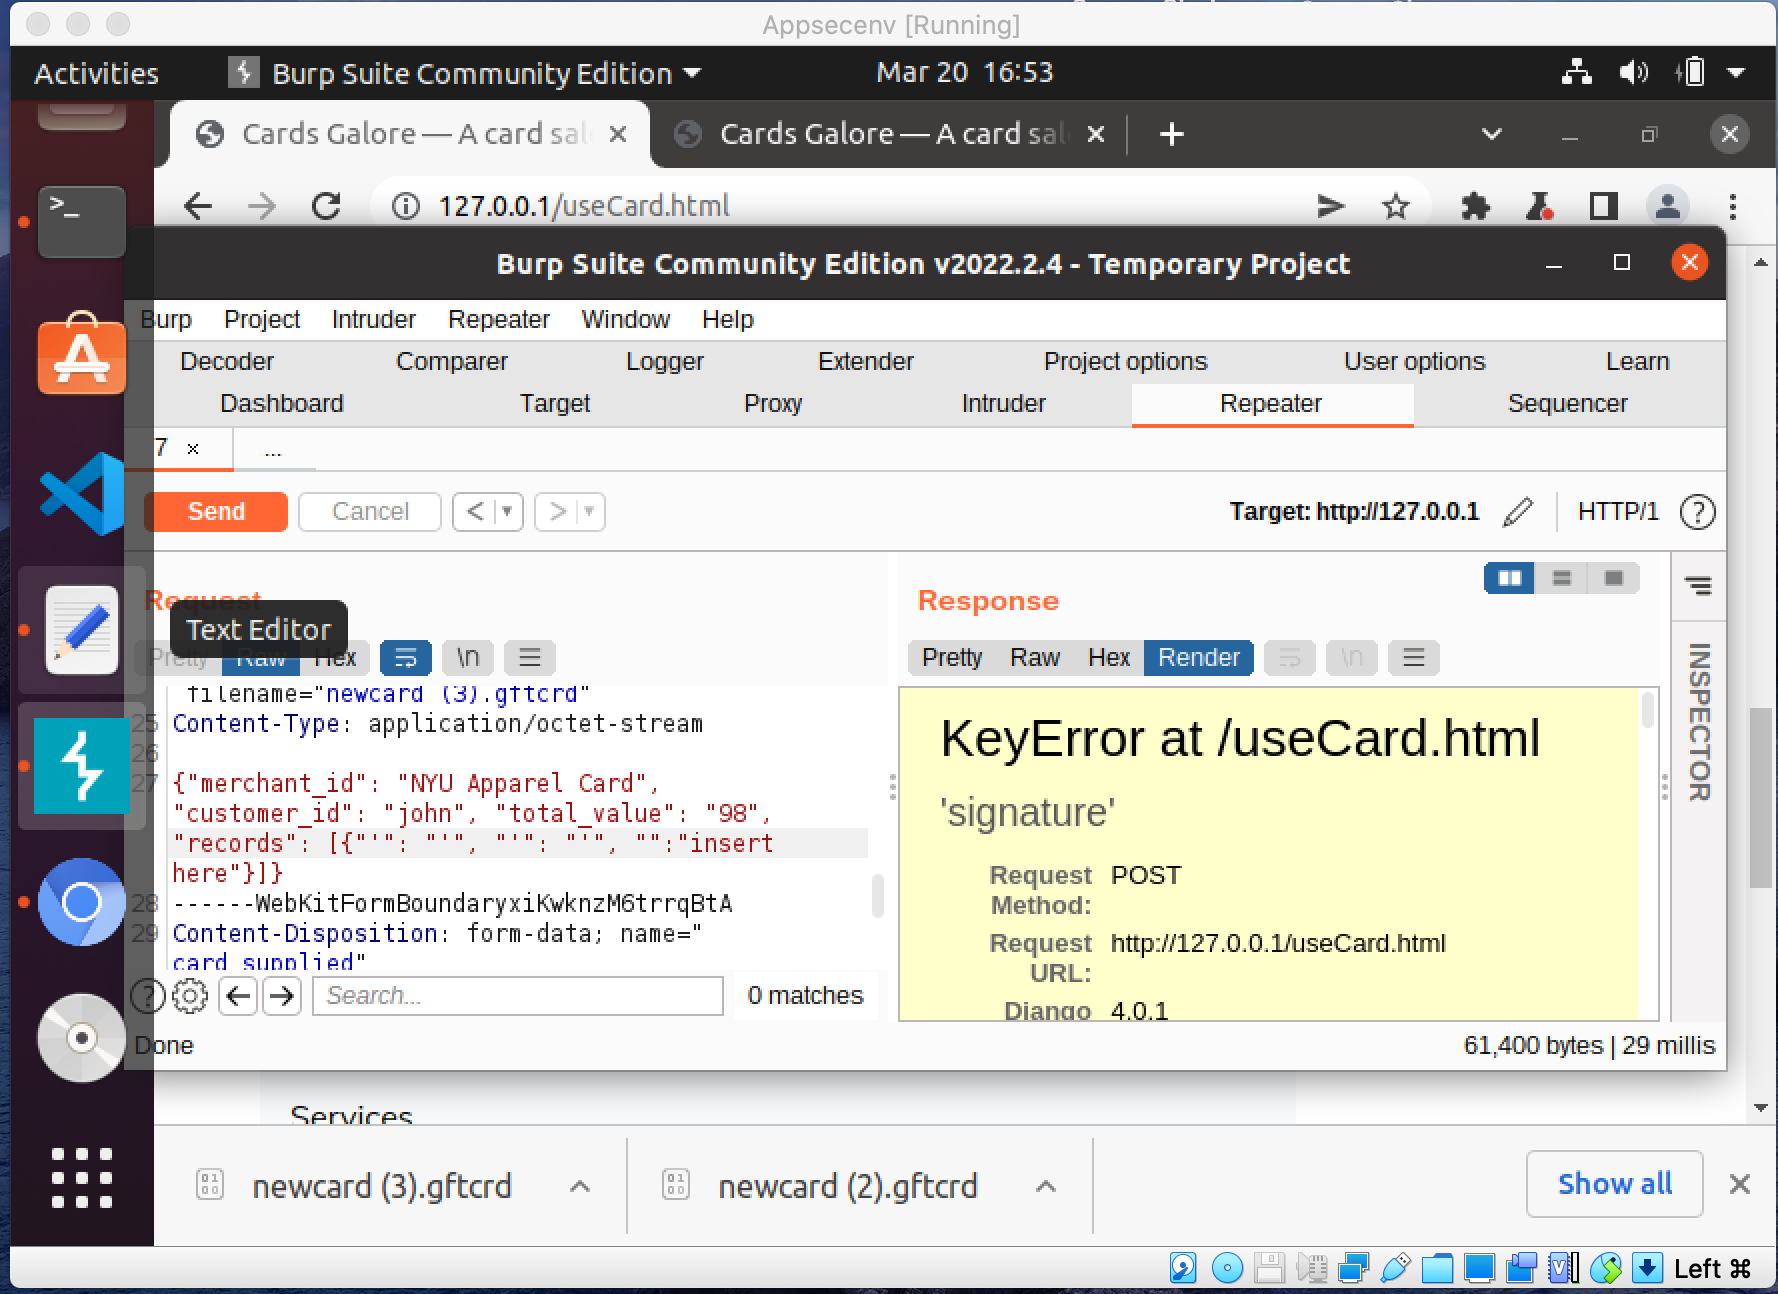 Appsecenv [Running]
Activities
Burp Suite Community Edition
Mar 20 16:53
Cards Galore — A card sal
Cards Galore — A card sal
127.0.0.1/useCard.html
Burp Suite Community Edition v2022.2.4 - Temporary Project
Burp Project Intruder Repeater Window Help
Decoder Comparer Logger Extender Project options User options Learn
Dashboard Target Proxy Intruder Repeater Sequencer
7 × ...
Send Cancel < >
Target: http://127.0.0.1 HTTP/1 ?
Request
Text Editor
Pretty Raw Hex \n
filename="newcard (3).gftcrd"
25 Content-Type: application/octet-stream
26
27 {"merchant_id": "NYU Apparel Card",
"customer_id": "john", "total_value": "98",
"records": [{"'": "'", "'": "'", "":"insert
here"}]}
28 ------WebKitFormBoundaryxiKwknzM6trrqBtA
29 Content-Disposition: form-data; name="
card_supplied"
? Search... 0 matches
Response
Pretty Raw Hex Render \n
KeyError at /useCard.html
'signature'
Request Method: POST
Request URL: http://127.0.0.1/useCard.html
Django 4.0.1
INSPECTOR
Done
61,400 bytes | 29 millis
Services
newcard (3).gftcrd
newcard (2).gftcrd
Show all
Left ⌘